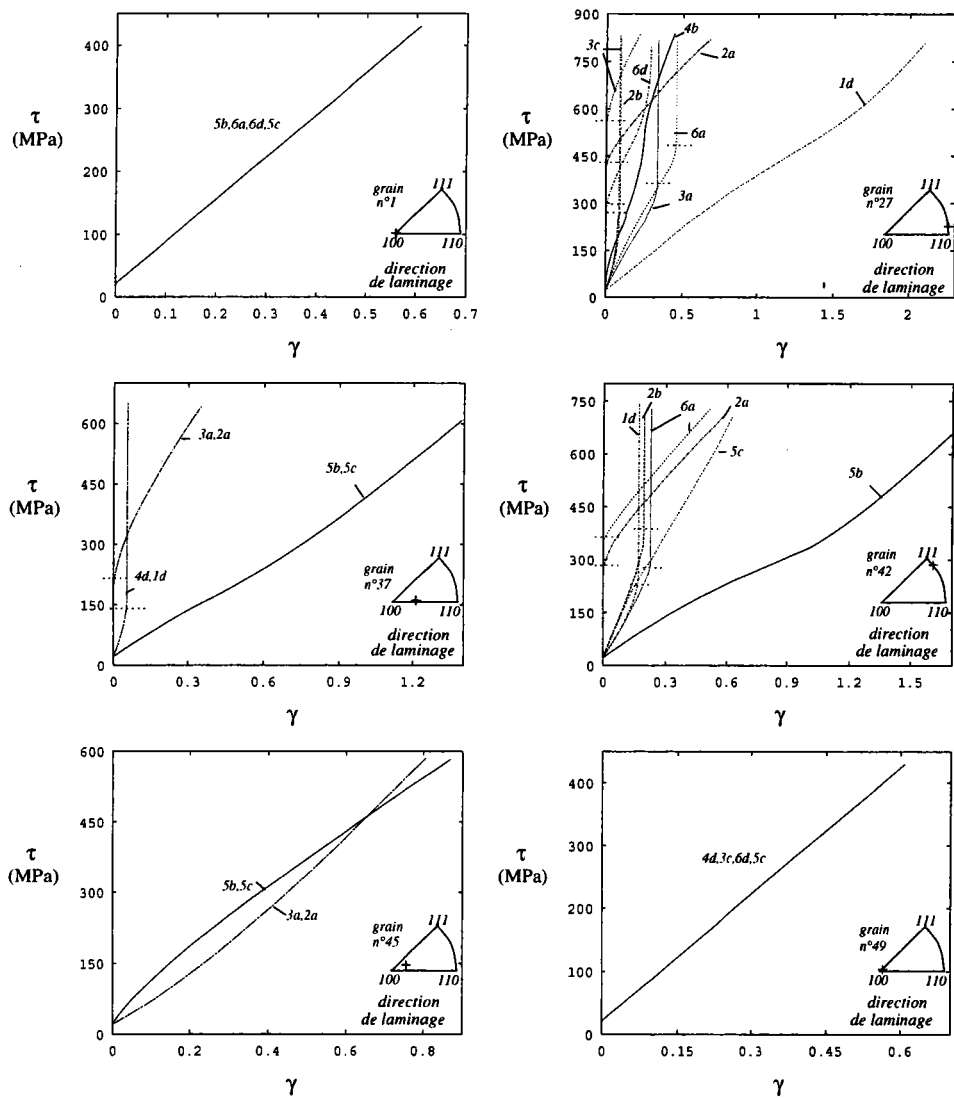 400
300
200
100
0
τ
(MPa)
5b,6a,6d,5c
grain
n°1
111
100
110
direction
de laminage
0 0.1 0.2 0.3 0.4 0.5 0.6 0.7
γ
900
750
600
450
300
150
0
τ
(MPa)
3c
2b
6d
4b
2a
6a
3a
1d
grain
n°27
111
100
110
direction
de laminage
0 0.5 1 1.5 2
γ
600
450
300
150
0
τ
(MPa)
3a,2a
4d,1d
5b,5c
grain
n°37
111
100
110
direction
de laminage
0 0.3 0.6 0.9 1.2
γ
750
600
450
300
150
0
τ
(MPa)
1d
2b
6a
2a
5c
5b
grain
n°42
111
100
110
direction
de laminage
0 0.3 0.6 0.9 1.2 1.5
γ
600
450
300
150
0
τ
(MPa)
5b,5c
3a,2a
grain
n°45
111
100
110
direction
de laminage
0 0.2 0.4 0.6 0.8
γ
400
300
200
100
0
τ
(MPa)
4d,3c,6d,5c
grain
n°49
111
100
110
direction
de laminage
0 0.15 0.3 0.45 0.6
γ